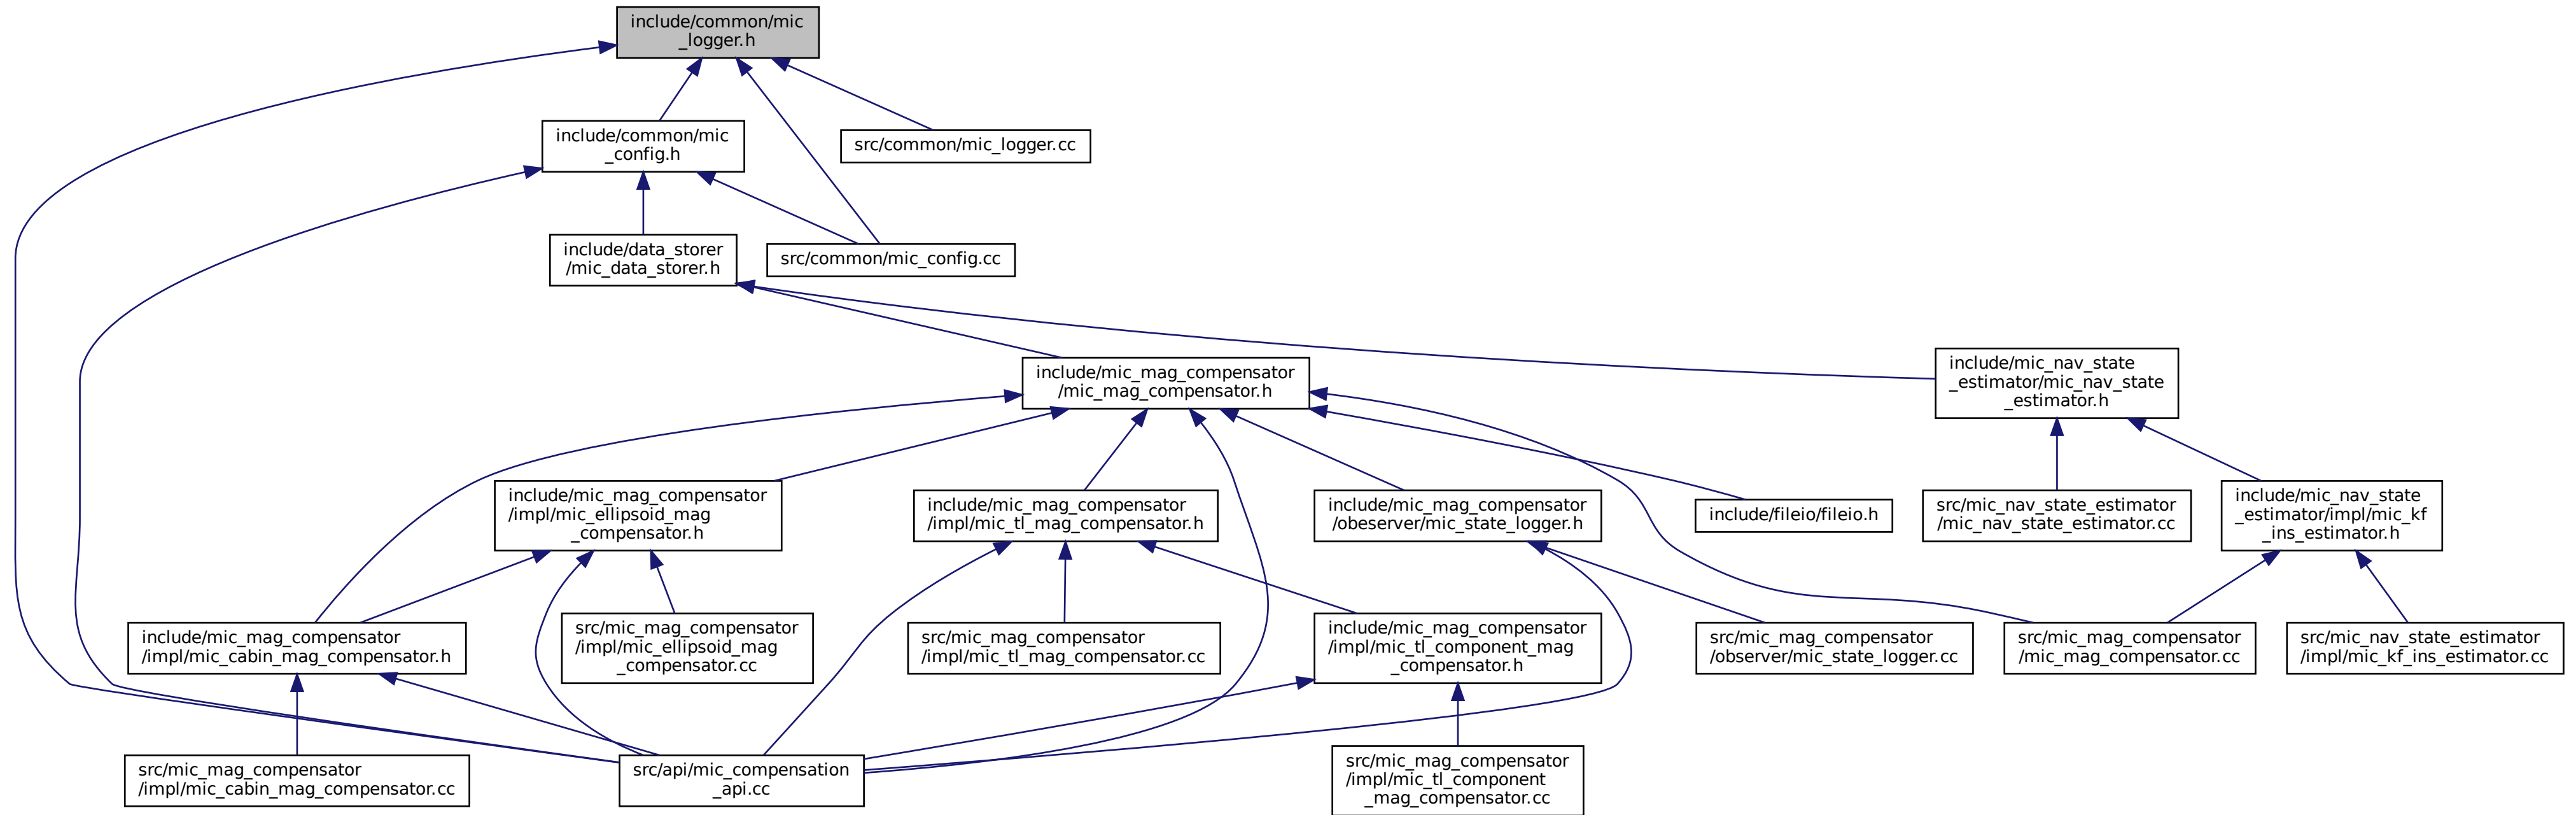 include/common/mic
_logger.h
include/common/mic
_config.h
src/common/mic_logger.cc
include/data_storer
/mic_data_storer.h
src/common/mic_config.cc
include/mic_mag_compensator
/mic_mag_compensator.h
include/mic_nav_state
_estimator/mic_nav_state
_estimator.h
include/mic_mag_compensator
/impl/mic_ellipsoid_mag
_compensator.h
include/mic_mag_compensator
/impl/mic_tl_mag_compensator.h
include/mic_mag_compensator
/obeserver/mic_state_logger.h
include/fileio/fileio.h
src/mic_nav_state_estimator
/mic_nav_state_estimator.cc
include/mic_nav_state
_estimator/impl/mic_kf
_ins_estimator.h
include/mic_mag_compensator
/impl/mic_cabin_mag_compensator.h
src/mic_mag_compensator
/impl/mic_ellipsoid_mag
_compensator.cc
src/mic_mag_compensator
/impl/mic_tl_mag_compensator.cc
include/mic_mag_compensator
/impl/mic_tl_component_mag
_compensator.h
src/mic_mag_compensator
/observer/mic_state_logger.cc
src/mic_mag_compensator
/mic_mag_compensator.cc
src/mic_nav_state_estimator
/impl/mic_kf_ins_estimator.cc
src/mic_mag_compensator
/impl/mic_cabin_mag_compensator.cc
src/api/mic_compensation
_api.cc
src/mic_mag_compensator
/impl/mic_tl_component
_mag_compensator.cc